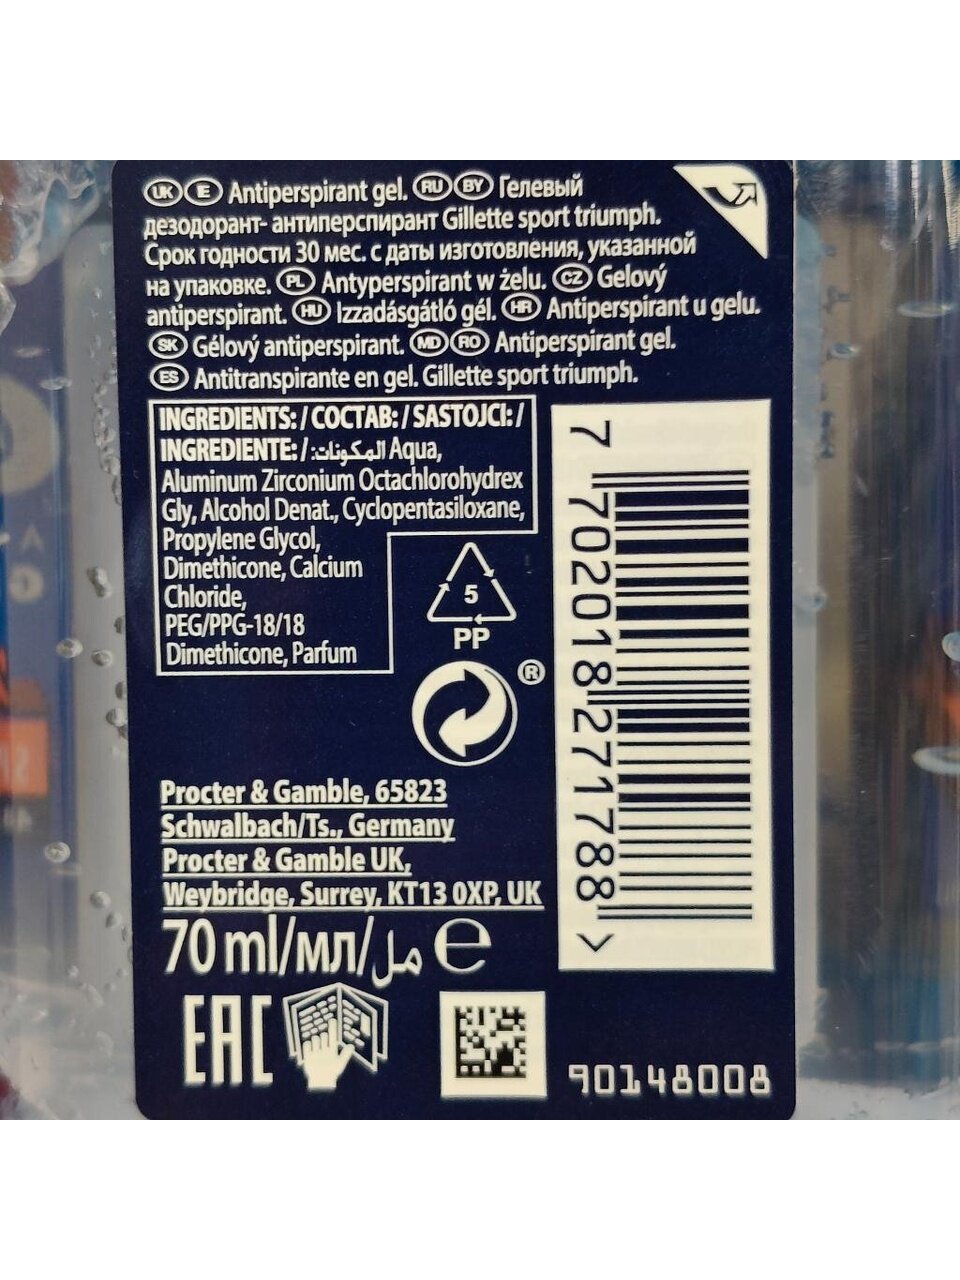 UK IE Antiperspirant gel. RU BY Гелевый
дезодорант- антиперспирант Gillette sport triumph.
Срок годности 30 мес. с даты изготовления, указанной
на упаковке. PL Antyperspirant w żelu. CZ Gelový
antiperspirant. HU Izzadásgátló gél. HR Antiperspirant u gelu.
SK Gélový antiperspirant. MD RO Antiperspirant gel.
ES Antitranspirante en gel. Gillette sport triumph.
INGREDIENTS: / СОСТАВ: / SASTOJCI: /
INGREDIENTE: / المكونات: Aqua,
Aluminum Zirconium Octachlorohydrex
Gly, Alcohol Denat., Cyclopentasiloxane,
Propylene Glycol,
Dimethicone, Calcium
Chloride,
PEG/PPG-18/18
Dimethicone, Parfum
5
PP
®
7 702018 271788 >
Procter & Gamble, 65823
Schwalbach/Ts., Germany
Procter & Gamble UK,
Weybridge, Surrey, KT13 0XP, UK
70 ml/мл/مل e
EAC
90148008